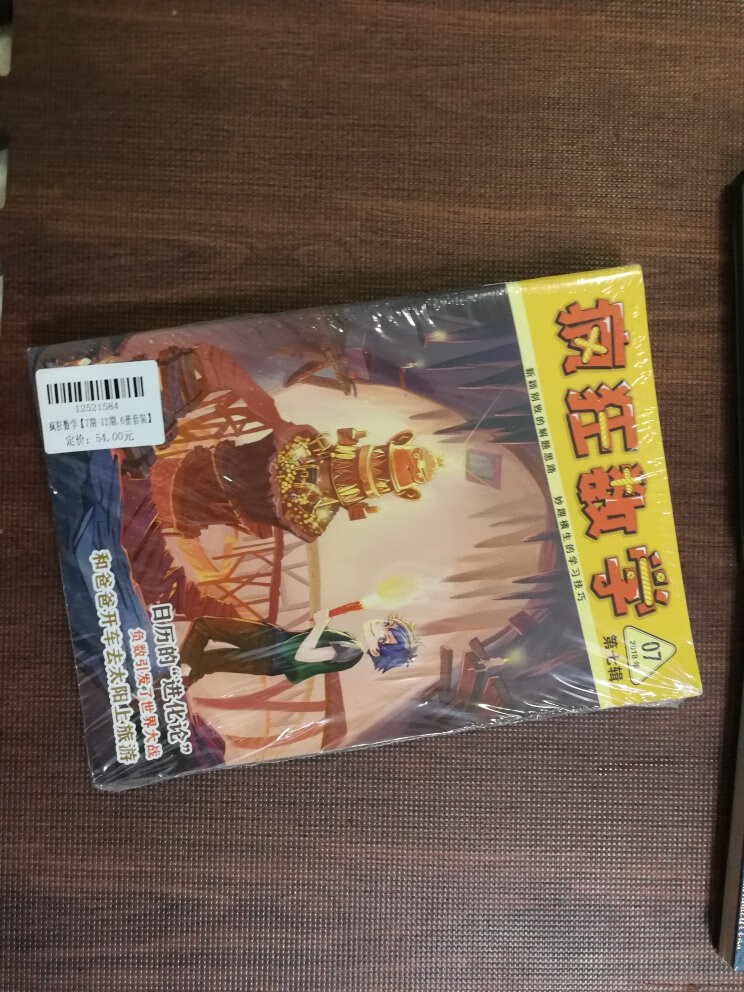 疯狂数学
新颖别致的解题思路 妙趣横生的学习技巧
07
2018年
第七辑
12521584
疯狂数学【7期-12期.6册套装】
定价：54.00元
日历的“进化论”
负数引发了世界大战
和爸爸开车去太阳上旅游